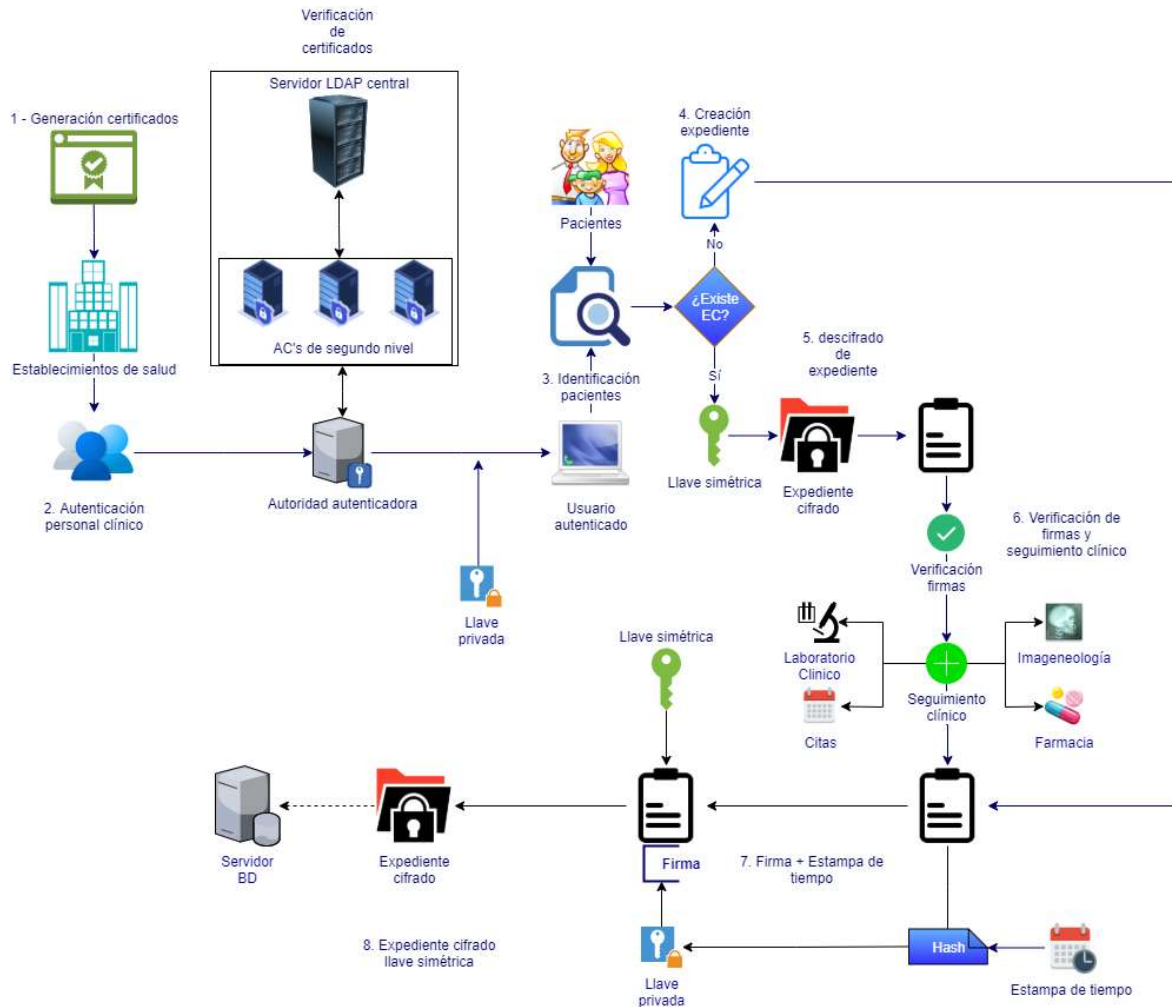 Verificación
de
certificados
Servidor LDAP central
1 - Generación certificados
4. Creación
expediente
Pacientes
No
¿Existe
EC?
AC's de segundo nivel
Establecimientos de salud
3. Identificación
pacientes
Sí
5. descifrado
de
expediente
2. Autenticación
personal clínico
Autoridad autenticadora
Usuario
autenticado
Llave simétrica
Expediente
cifrado
6. Verificación de
firmas y
seguimiento clínico
Verificación
firmas
Llave
privada
Llave simétrica
Laboratorio
Clinico
Imageneología
Seguimiento
clínico
Citas
Farmacia
Servidor
BD
Expediente
cifrado
Firma
7. Firma + Estampa de
tiempo
8. Expediente cifrado
llave simétrica
Llave
privada
Hash
Estampa de tiempo